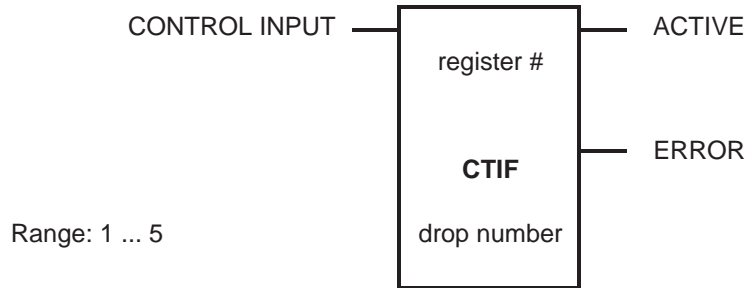 CONTROL INPUT
ACTIVE
register #
ERROR
CTIF
Range: 1 ... 5
drop number